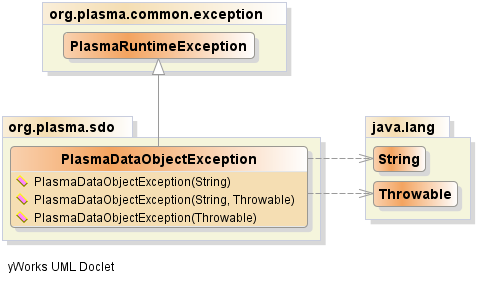 org.plasma.common.exception
PlasmaRuntimeException
org.plasma.sdo
java.lang
PlasmaDataObjectException
String
PlasmaDataObjectException(String)
PlasmaDataObjectException(String, Throwable)
Throwable
PlasmaDataObjectException(Throwable)
yWorks UML Doclet